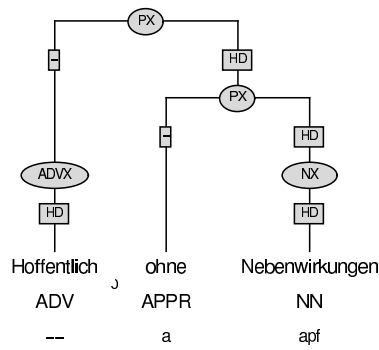 PX
– HD
PX
– HD
ADVX NX
HD HD
Hoffentlich ohne Nebenwirkungen
ADV APPR NN
–– a apf